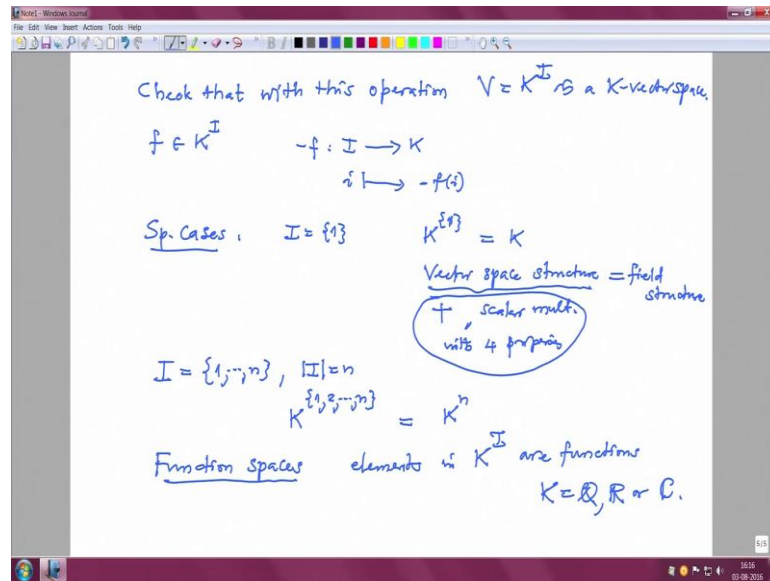 Note1 - Windows Journal
File Edit View Insert Actions Tools Help
Check that with this operation V = K^I is a K-vector space.
f ∈ K^I -f : I ⟶ K
i ⟼ -f(i)
Sp. Cases. I = {1} K^{1} = K
Vector space structure = field
structure
+, scalar mult.
with 4 properties
I = {1,...,n}, |I| = n
K^{1,2,...,n} = K^n
Function spaces elements in K^I are functions
K = ℚ, ℝ or ℂ.
5/5
16:16
03-08-2016